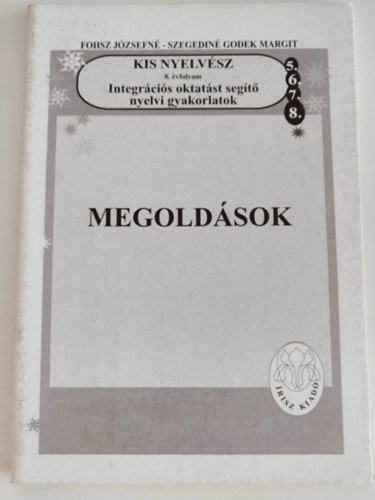 FOHSZ JÓZSEFNÉ - SZEGEDINÉ GODEK MARGIT
KIS NYELVÉSZ
8. évfolyam
Integrációs oktatást segítő
nyelvi gyakorlatok
5.
6.
7.
8.
MEGOLDÁSOK
ÍRISZ KIADÓ